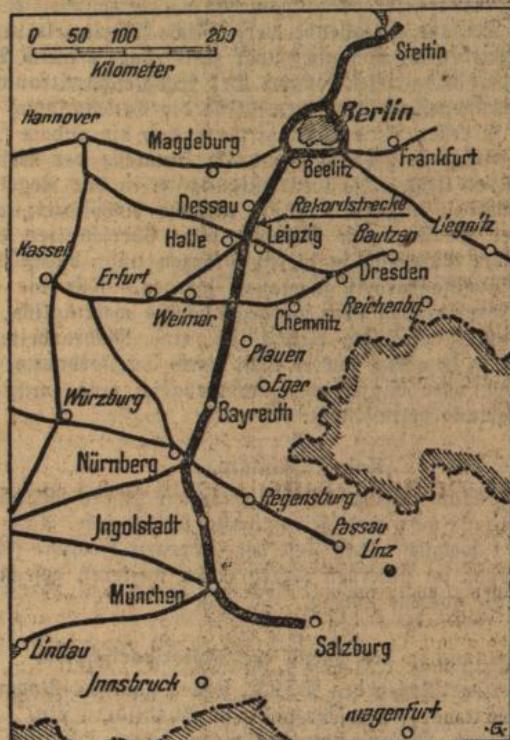 0 50 100 200
Kilometer
Stettin
Berlin
Hannover
Magdeburg
Beelitz
Frankfurt
Dessau
Rekordstrecke
Halle
Leipzig
Bautzen
Liegnitz
Kassel
Erfurt
Dresden
Weimar
Chemnitz
Reichenbg.
Plauen
Eger
Würzburg
Bayreuth
Nürnberg
Regensburg
Jngolstadt
Passau
Linz
München
Salzburg
Lindau
Jnnsbruck
Klagenfurt